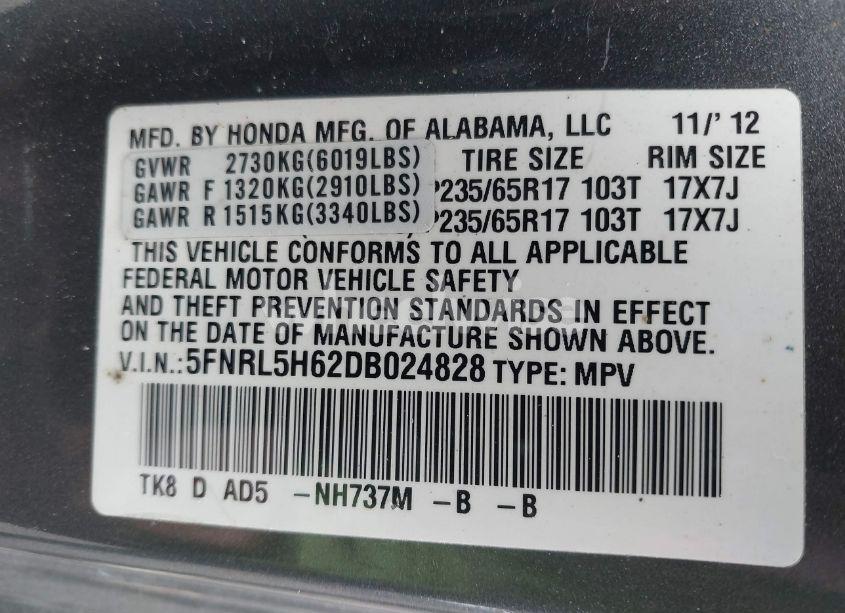 MFD. BY HONDA MFG. OF ALABAMA, LLC 11/'12
GVWR 2730KG(6019LBS) TIRE SIZE RIM SIZE
GAWR F 1320KG(2910LBS) P235/65R17 103T 17X7J
GAWR R 1515KG(3340LBS) P235/65R17 103T 17X7J
THIS VEHICLE CONFORMS TO ALL APPLICABLE
FEDERAL MOTOR VEHICLE SAFETY
AND THEFT PREVENTION STANDARDS IN EFFECT
ON THE DATE OF MANUFACTURE SHOWN ABOVE.
V.I.N.:5FNRL5H62DB024828 TYPE: MPV
TK8 D AD5 -NH737M -B -B